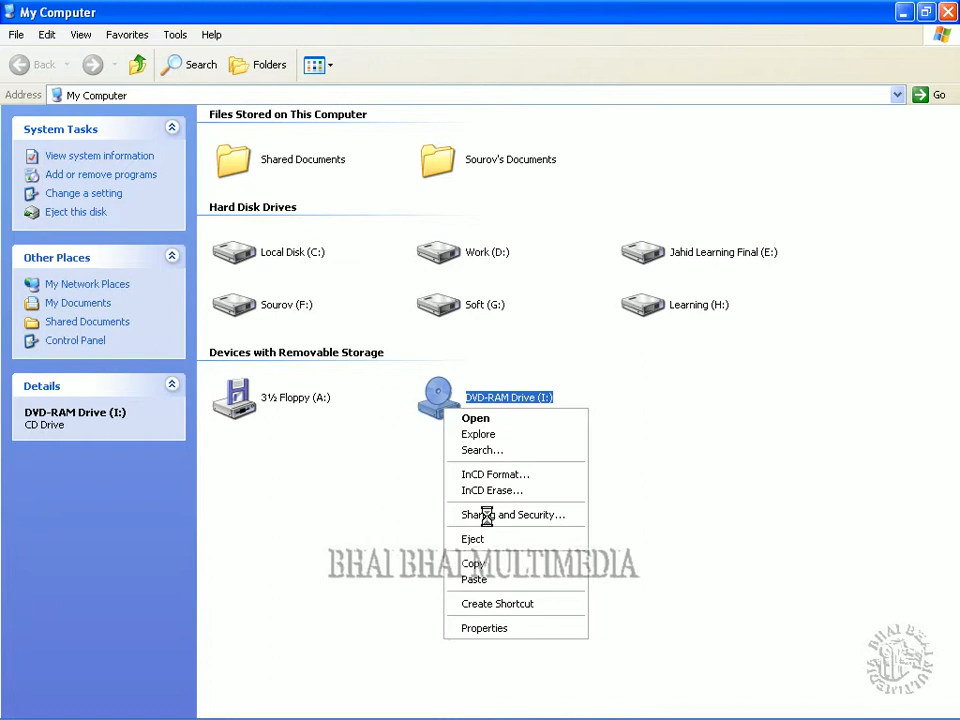 My Computer
File Edit View Favorites Tools Help
Back Search Folders
Address My Computer Go
System Tasks
View system information
Add or remove programs
Change a setting
Eject this disk
Other Places
My Network Places
My Documents
Shared Documents
Control Panel
Details
DVD-RAM Drive (I:)
CD Drive
Files Stored on This Computer
Shared Documents Sourov's Documents
Hard Disk Drives
Local Disk (C:) Work (D:) Jahid Learning Final (E:)
Sourov (F:) Soft (G:) Learning (H:)
Devices with Removable Storage
3½ Floppy (A:) DVD-RAM Drive (I:)
Open
Explore
Search...
InCD Format...
InCD Erase...
Sharing and Security...
Eject
Copy
Paste
Create Shortcut
Properties
BHAI BHAI MULTIMEDIA
BHAI BHAI
MULTIMEDIA